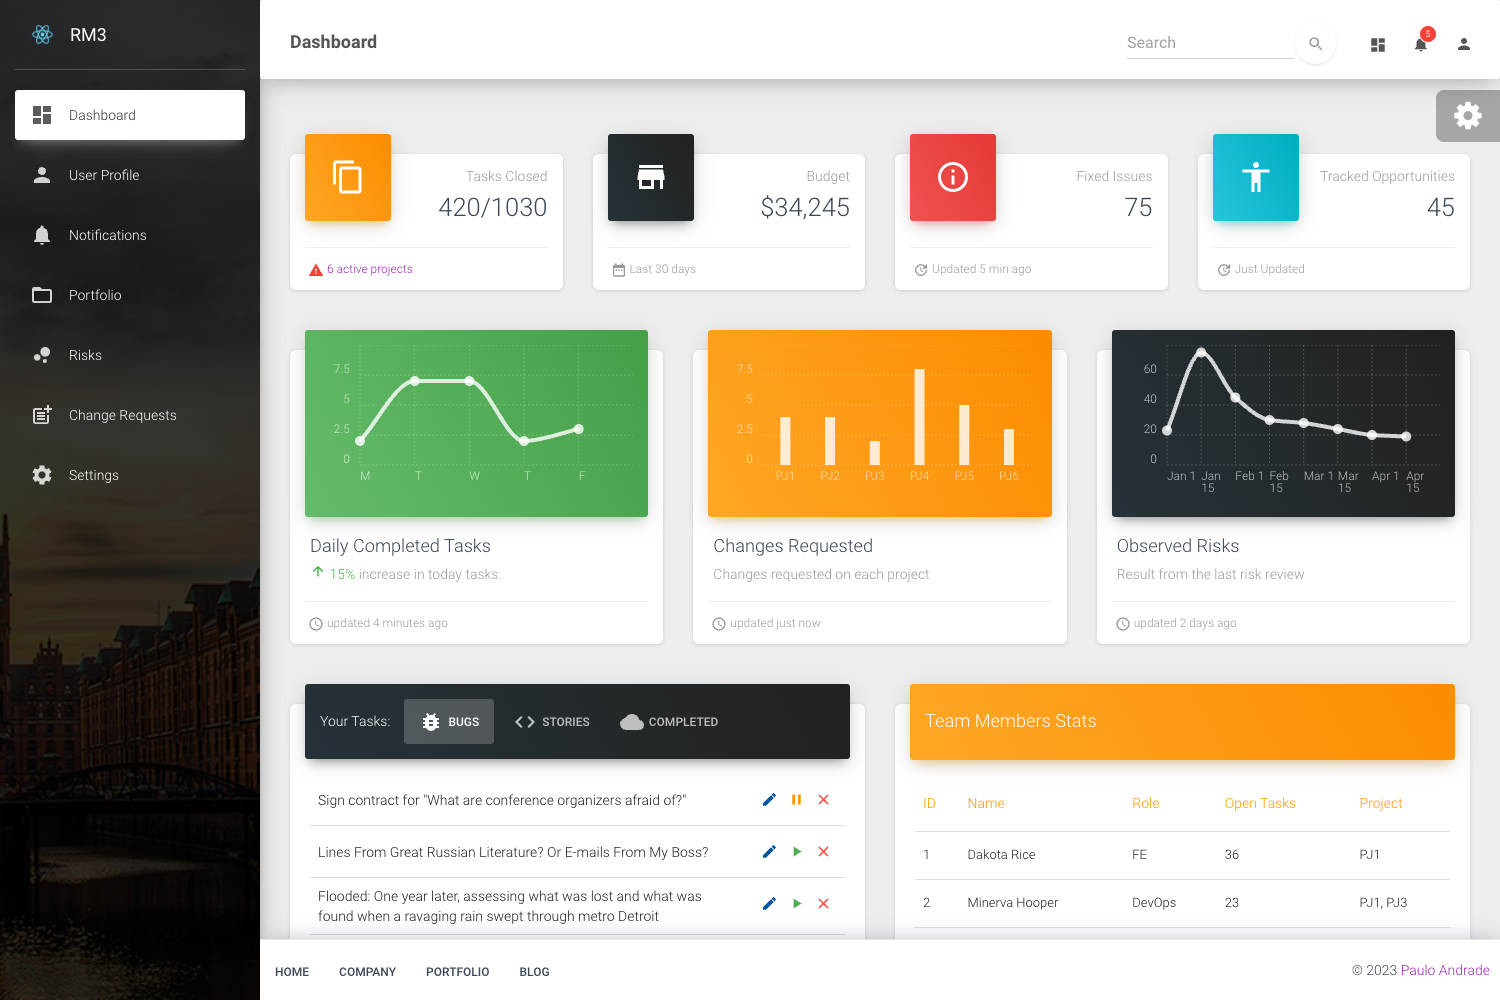 RM3
Dashboard
User Profile
Notifications
Portfolio
Risks
Change Requests
Settings
Dashboard
Search
5
Tasks Closed
420/1030
6 active projects
Budget
$34,245
Last 30 days
Fixed Issues
75
Updated 5 min ago
Tracked Opportunities
45
Just Updated
7.5
5
2.5
0
M T W T F
Daily Completed Tasks
15% increase in today tasks.
updated 4 minutes ago
7.5
5
2.5
0
PJ1 PJ2 PJ3 PJ4 PJ5 PJ6
Changes Requested
Changes requested on each project
updated just now
60
40
20
0
Jan 1 Jan Feb 1 Feb Mar 1 Mar Apr 1 Apr
15 15 15 15
Observed Risks
Result from the last risk review
updated 2 days ago
Your Tasks: BUGS STORIES COMPLETED
Sign contract for "What are conference organizers afraid of?"
Lines From Great Russian Literature? Or E-mails From My Boss?
Flooded: One year later, assessing what was lost and what was
found when a ravaging rain swept through metro Detroit
Team Members Stats
ID Name Role Open Tasks Project
1 Dakota Rice FE 36 PJ1
2 Minerva Hooper DevOps 23 PJ1, PJ3
HOME COMPANY PORTFOLIO BLOG
© 2023 Paulo Andrade